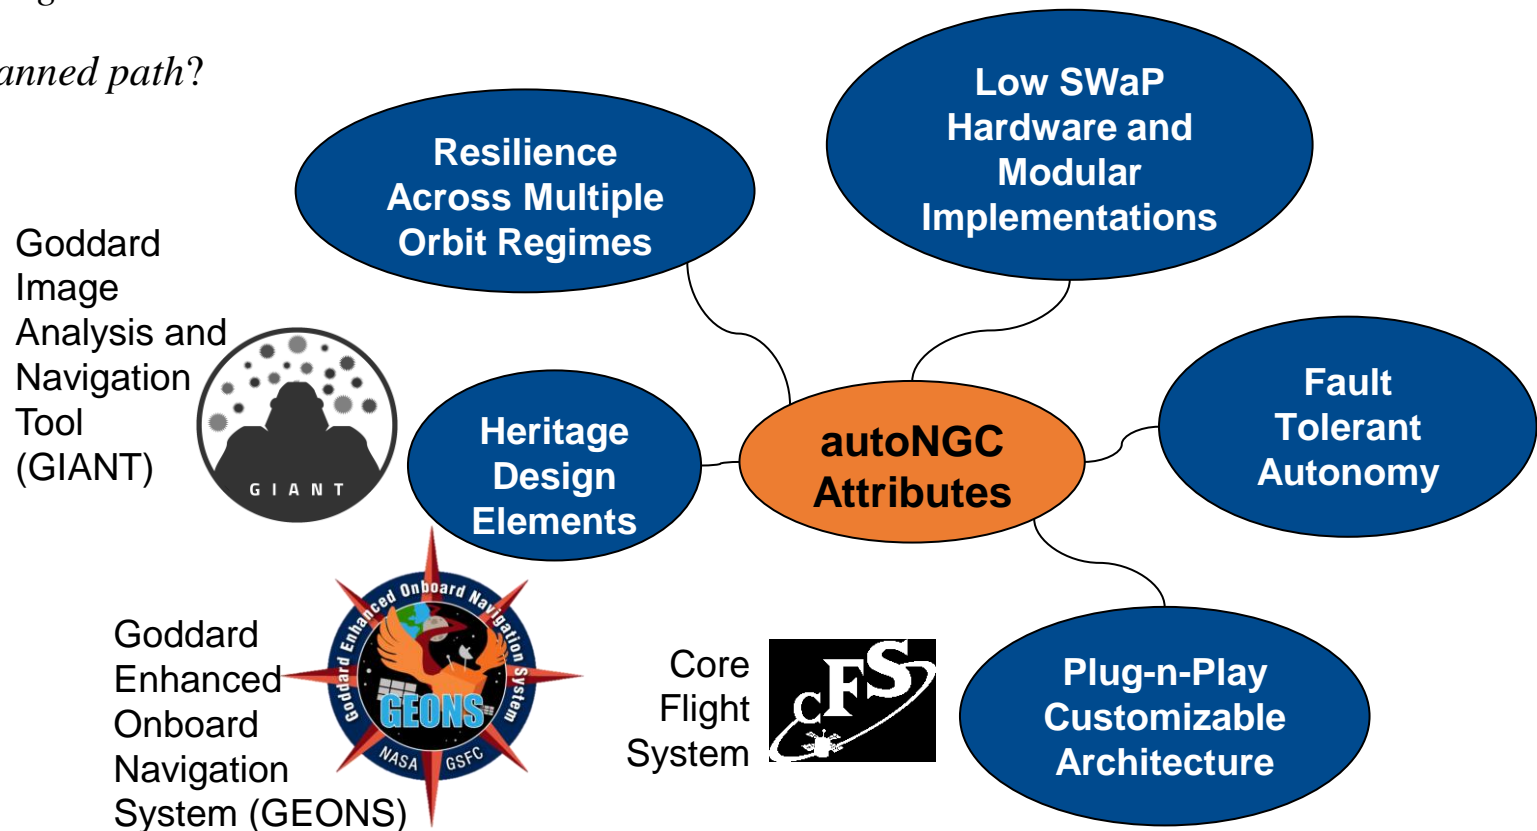 anned path?
Low SWaP
Hardware and
Modular
Implementations
Resilience
Across Multiple
Orbit Regimes
Goddard
Image
Analysis and
Navigation
Tool
(GIANT)
GIANT
Heritage
Design
Elements
autoNGC
Attributes
Fault
Tolerant
Autonomy
Goddard
Enhanced
Onboard
Navigation
System (GEONS)
Goddard Enhanced Onboard Navigation System
GEONS
NASA GSFC
Core
Flight
System
cFS
Plug-n-Play
Customizable
Architecture